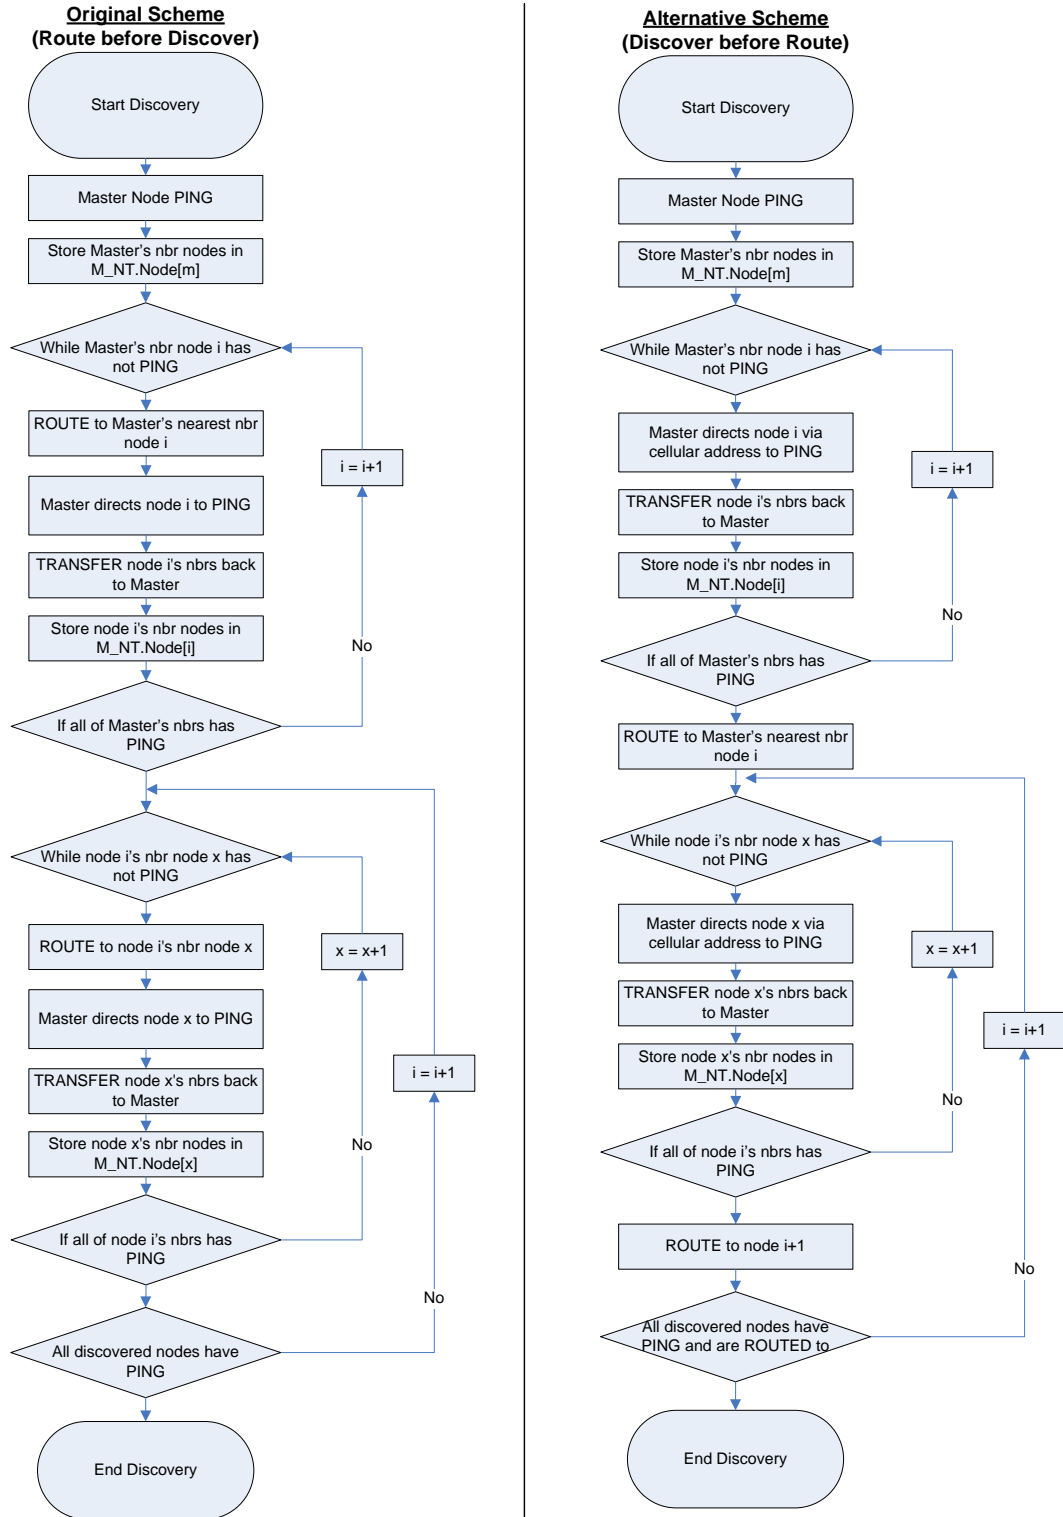 Original Scheme
(Route before Discover)
Start Discovery
Master Node PING
Store Master's nbr nodes in
M_NT.Node[m]
While Master's nbr node i has
not PING
ROUTE to Master's nearest nbr
node i
i = i+1
Master directs node i to PING
TRANSFER node i's nbrs back
to Master
Store node i's nbr nodes in
M_NT.Node[i]
No
If all of Master's nbrs has
PING
While node i's nbr node x has
not PING
ROUTE to node i's nbr node x
x = x+1
Master directs node x to PING
i = i+1
TRANSFER node x's nbrs back
to Master
Store node x's nbr nodes in
M_NT.Node[x]
No
If all of node i's nbrs has
PING
No
All discovered nodes have
PING
End Discovery
Alternative Scheme
(Discover before Route)
Start Discovery
Master Node PING
Store Master's nbr nodes in
M_NT.Node[m]
While Master's nbr node i has
not PING
Master directs node i via
cellular address to PING
i = i+1
TRANSFER node i's nbrs back
to Master
Store node i's nbr nodes in
M_NT.Node[i]
No
If all of Master's nbrs has
PING
ROUTE to Master's nearest nbr
node i
While node i's nbr node x has
not PING
Master directs node x via
cellular address to PING
x = x+1
TRANSFER node x's nbrs back
to Master
i = i+1
Store node x's nbr nodes in
M_NT.Node[x]
No
If all of node i's nbrs has
PING
ROUTE to node i+1
No
All discovered nodes have
PING and are ROUTED to
End Discovery